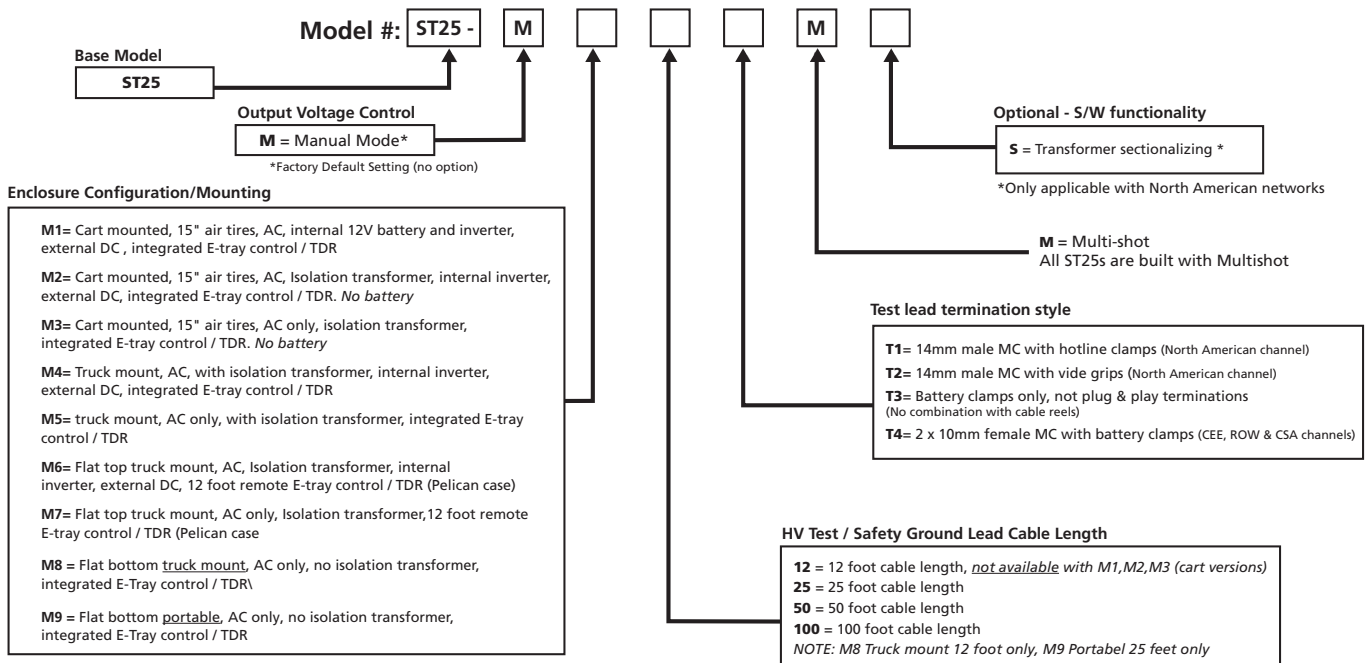 Model #: ST25 - M M
Base Model
ST25
Output Voltage Control
M = Manual Mode*
*Factory Default Setting (no option)
Enclosure Configuration/Mounting
M1= Cart mounted, 15" air tires, AC, internal 12V battery and inverter,
external DC , integrated E-tray control / TDR
M2= Cart mounted, 15" air tires, AC, Isolation transformer, internal inverter,
external DC, integrated E-tray control / TDR. No battery
M3= Cart mounted, 15" air tires, AC only, isolation transformer,
integrated E-tray control / TDR. No battery
M4= Truck mount, AC, with isolation transformer, internal inverter,
external DC, integrated E-tray control / TDR
M5= truck mount, AC only, with isolation transformer, integrated E-tray
control / TDR
M6= Flat top truck mount, AC, Isolation transformer, internal
inverter, external DC, 12 foot remote E-tray control / TDR (Pelican case)
M7= Flat top truck mount, AC only, Isolation transformer,12 foot remote
E-tray control / TDR (Pelican case
M8 = Flat bottom truck mount, AC only, no isolation transformer,
integrated E-Tray control / TDR\
M9 = Flat bottom portable, AC only, no isolation transformer,
integrated E-Tray control / TDR
Optional - S/W functionality
S = Transformer sectionalizing *
*Only applicable with North American networks
M = Multi-shot
All ST25s are built with Multishot
Test lead termination style
T1= 14mm male MC with hotline clamps (North American channel)
T2= 14mm male MC with vide grips (North American channel)
T3= Battery clamps only, not plug & play terminations
(No combination with cable reels)
T4= 2 x 10mm female MC with battery clamps (CEE, ROW & CSA channels)
HV Test / Safety Ground Lead Cable Length
12 = 12 foot cable length, not available with M1,M2,M3 (cart versions)
25 = 25 foot cable length
50 = 50 foot cable length
100 = 100 foot cable length
NOTE: M8 Truck mount 12 foot only, M9 Portabel 25 feet only